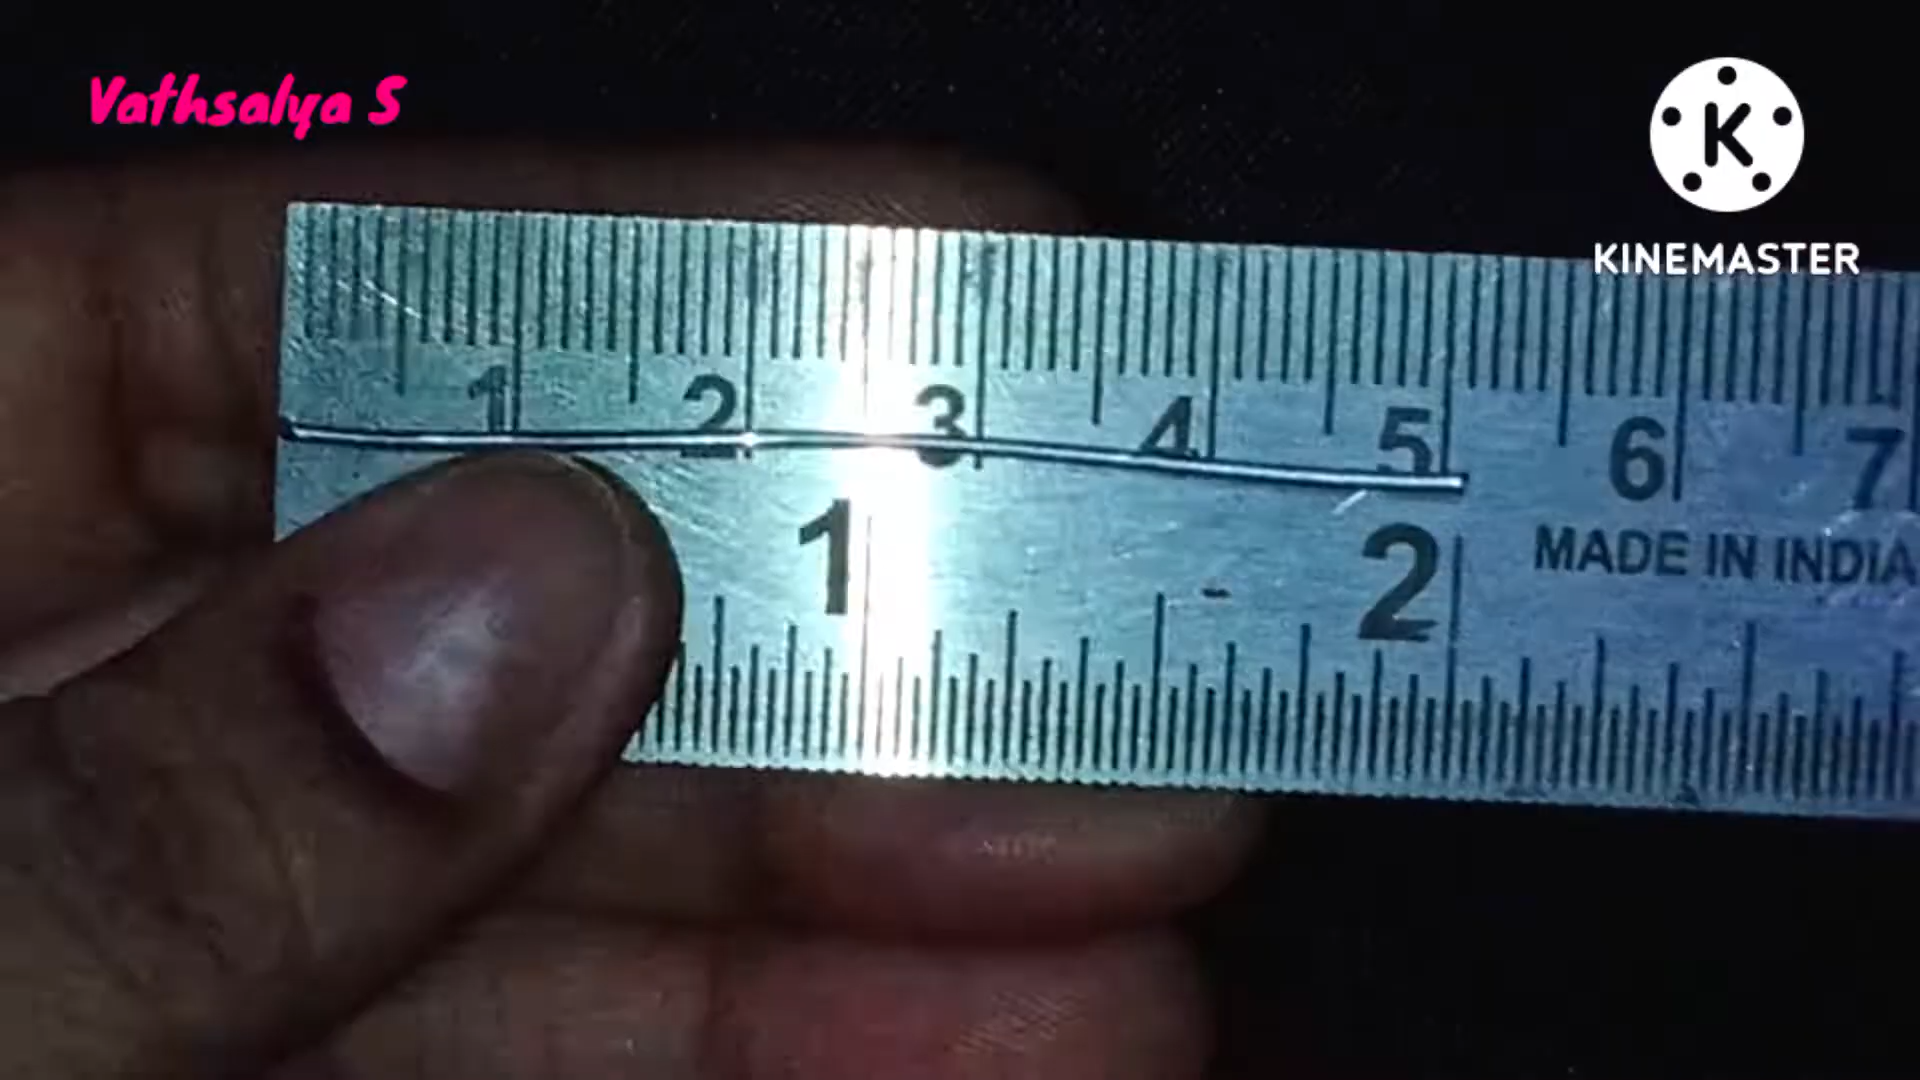 Vathsalya S
K
KINEMASTER
1 2 3 4 5 6 7
1 2
MADE IN INDIA